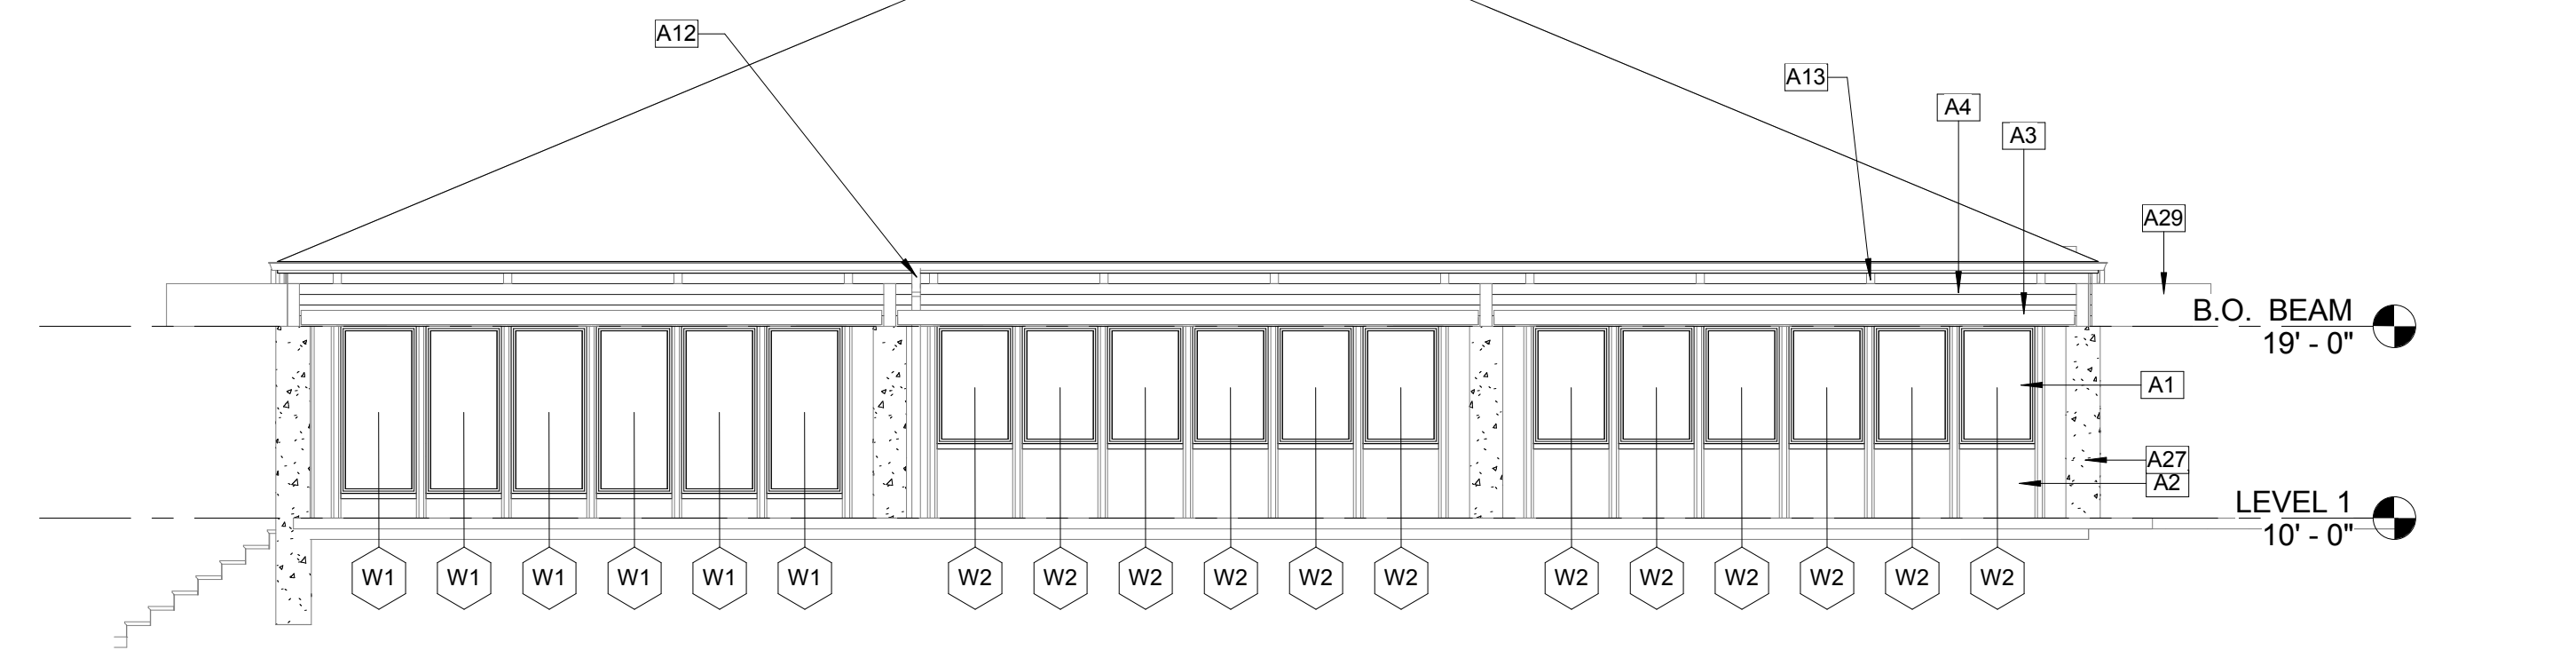 A12
A13
A4
A3
A29
B.O. BEAM
19' - 0"
A1
A27
A2
LEVEL 1
10' - 0"
W1 W1 W1 W1 W1 W1 W2 W2 W2 W2 W2 W2 W2 W2 W2 W2 W2 W2